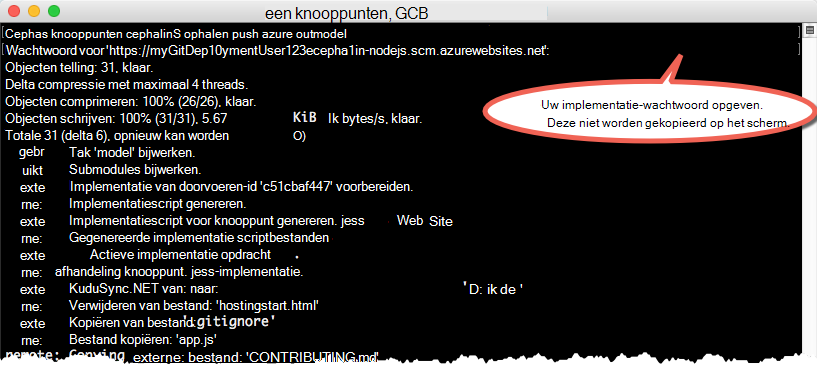 een knooppunten, GCB
Cephas knooppunten cephalinS ophalen push azure outmodel
Wachtwoord voor 'https://myGitDep10ymentUser123ecepha1in-nodejs.scm.azurewebsites.net':
Objecten telling: 31, klaar.
Delta compressie met maximaal 4 threads.
Objecten comprimeren: 100% (26/26), klaar.
Objecten schrijven: 100% (31/31), 5.67 KiB Ik bytes/s, klaar.
Totale 31 (delta 6), opnieuw kan worden O)
gebr Tak 'model' bijwerken.
uikt Submodules bijwerken.
exte Implementatie van doorvoeren-id 'c51cbaf447' voorbereiden.
rne: Implementatiescript genereren.
exte Implementatiescript voor knooppunt genereren. jess Web Site
rne: Gegenereerde implementatie scriptbestanden
exte Actieve implementatie opdracht .
rne: afhandeling knooppunt. jess-implementatie.
exte KuduSync.NET van: naar: 'D: ik de '
rne: Verwijderen van bestand: 'hostingstart.html'
exte Kopiëren van bestand: '.gitignore'
rne: Bestand kopiëren: 'app.js'
remote: Copying externe: bestand: 'CONTRIBUTING.md'
Uw implementatie-wachtwoord opgeven.
Deze niet worden gekopieerd op het scherm.